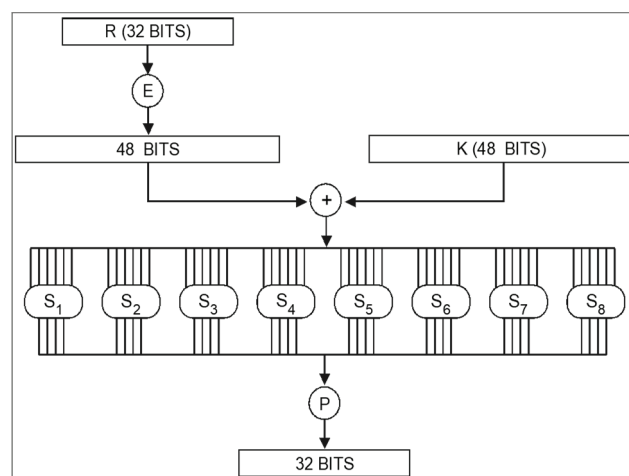 R (32 BITS)
E
48 BITS
K (48 BITS)
+
S1 S2 S3 S4 S5 S6 S7 S8
P
32 BITS